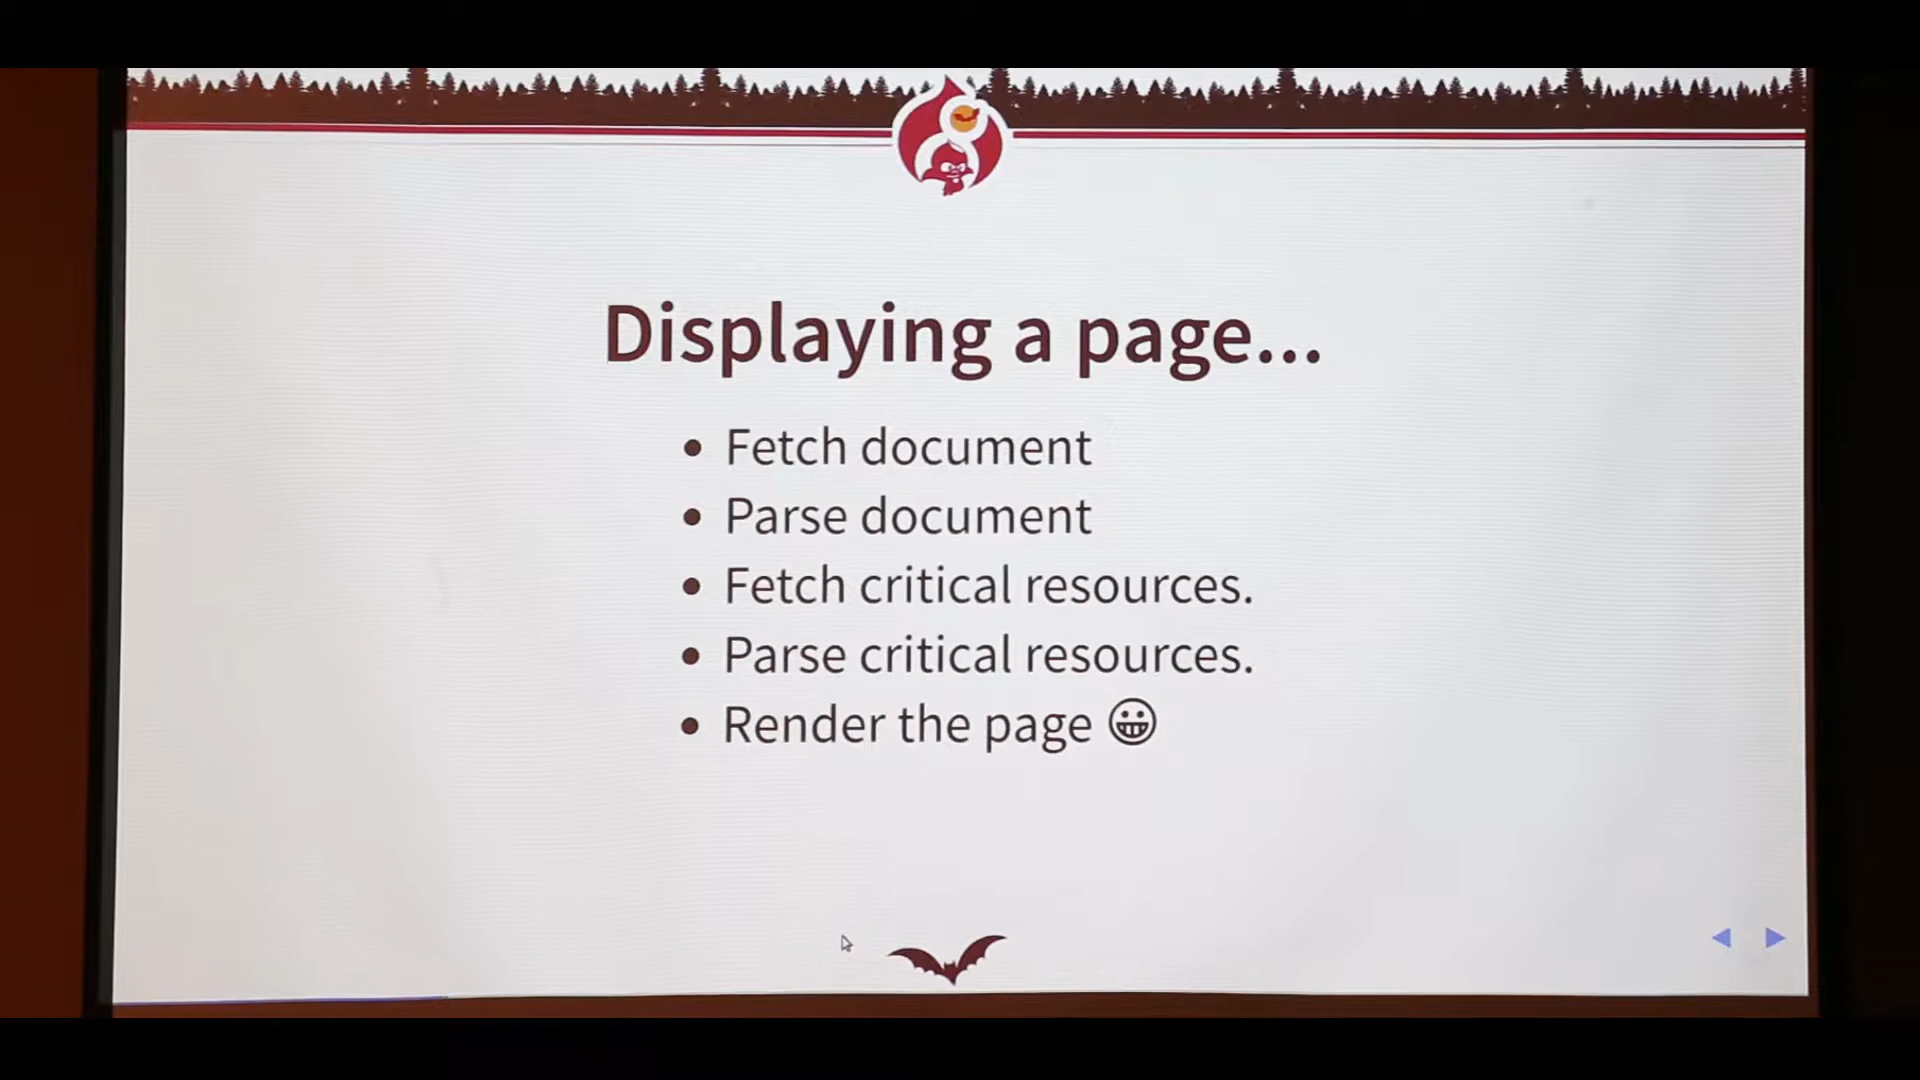 Displaying a page...
• Fetch document
• Parse document
• Fetch critical resources.
• Parse critical resources.
• Render the page 😀